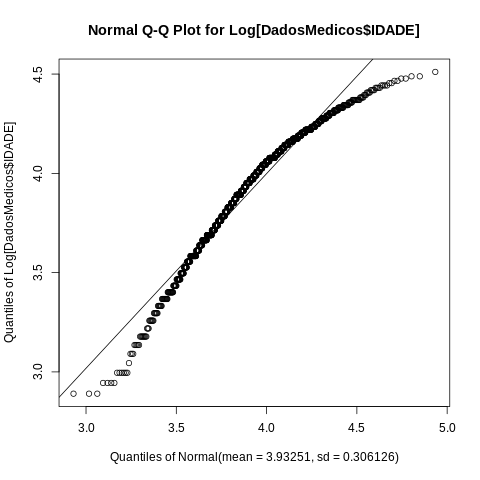 Normal Q-Q Plot for Log[DadosMedicos$IDADE]
Quantiles of Log[DadosMedicos$IDADE]
4.5
4.0
3.5
3.0
3.0 3.5 4.0 4.5 5.0
Quantiles of Normal(mean = 3.93251, sd = 0.306126)